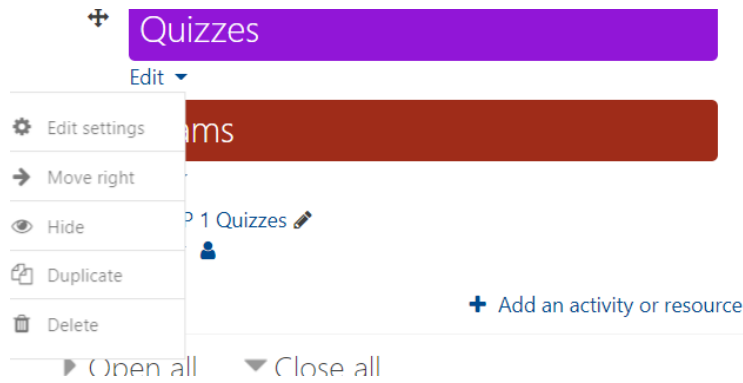 Quizzes
Edit
Edit settings
ams
Move right
Hide
1 Quizzes
Duplicate
Add an activity or resource
Delete
Open all Close all